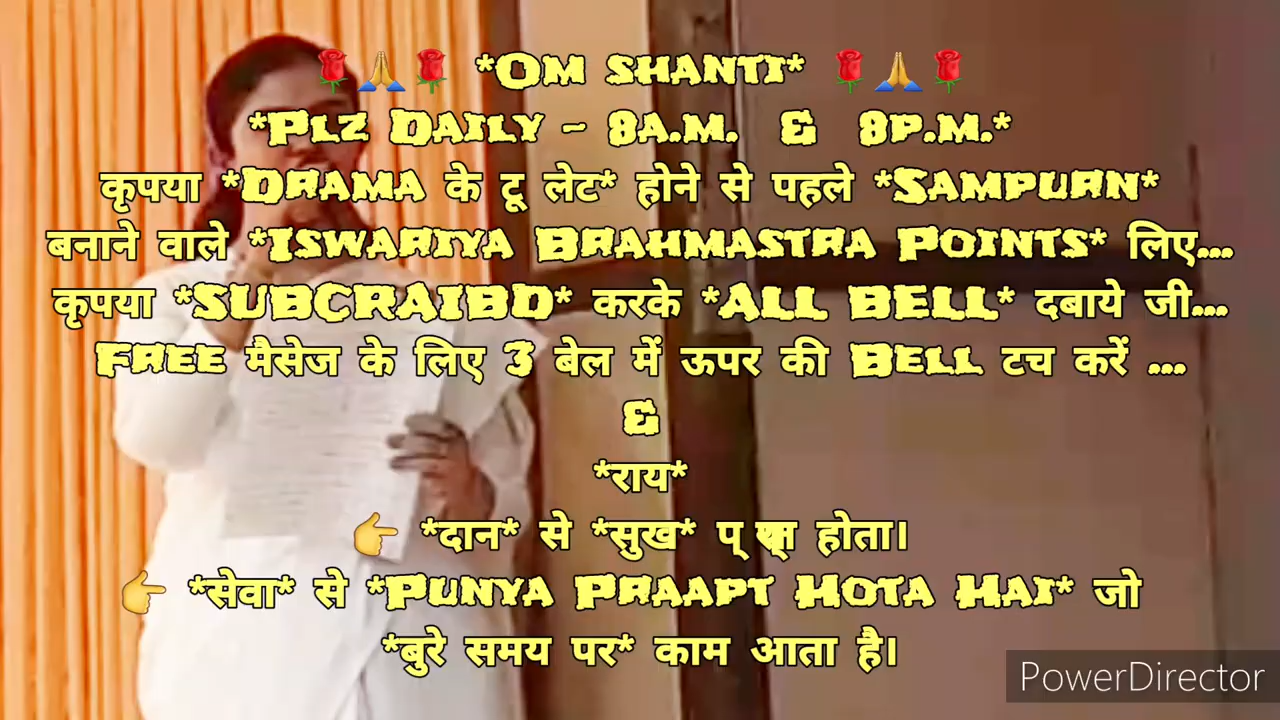 🌹🙏🌹 *Om shanti* 🌹🙏🌹
*Plz Daily - 8a.m. & 8p.m.*
कृपया *Drama के टू लेट* होने से पहले *Sampurn*
बनाने वाले *Iswariya Brahmastra Points* लिए...
कृपया *SUBCRAIBD* करके *ALL BELL* दबाये जी...
Free मैसेज के लिए 3 बेल में ऊपर की Bell टच करें ...
&
*राय*
👉 *दान* से *सुख* होता।
👉 *सेवा* से *Punya Praapt Hota Hai* जो
*बुरे समय पर* काम आता है।
PowerDirector